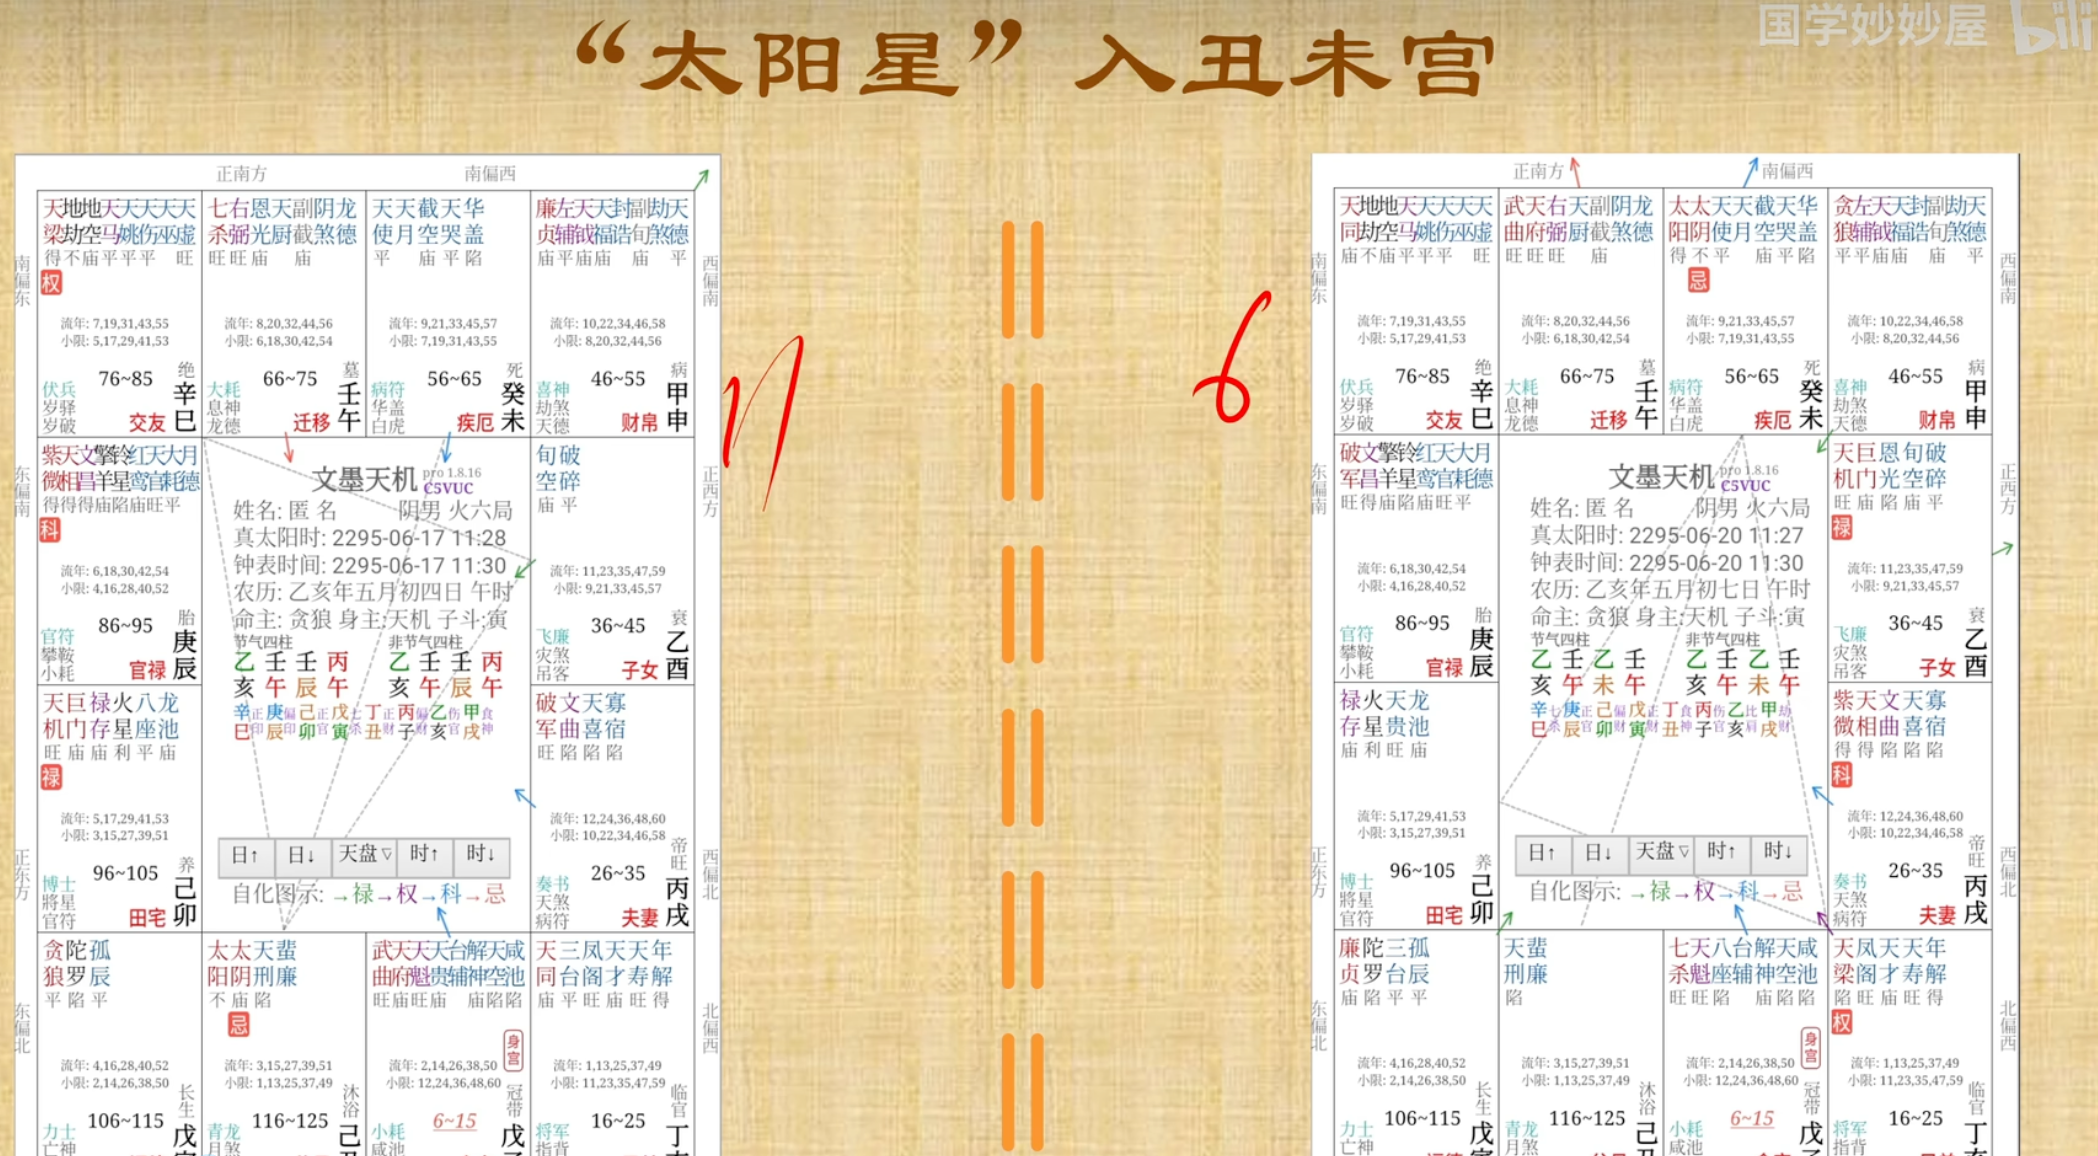 国学妙妙屋 bili
“太阳星”入丑未宫
正南方 南偏西
南偏东
西偏南
天地地天天天天天
梁劫空马姚伤巫虚
得不庙平平平 旺
权
流年: 7,19,31,43,55
小限: 5,17,29,41,53
伏兵
岁驿
岁破
76~85
交友
绝
辛巳
七右恩天副阴龙
杀弼光厨截煞德
旺旺庙 庙
流年: 8,20,32,44,56
小限: 6,18,30,42,54
大耗
息神
龙德
66~75
迁移
墓
壬午
天天截天华
使月空哭盖
平 庙平陷
流年: 9,21,33,45,57
小限: 7,19,31,43,55
病符
华盖
白虎
56~65
疾厄
死
癸未
廉左天天封副劫天
贞辅钺福诰旬煞德
庙平庙庙 庙 平
流年: 10,22,34,46,58
小限: 8,20,32,44,56
喜神
劫煞
天德
46~55
财帛
病
甲申
东偏南
正西方
紫天文擎铃红天大月
微相昌羊星鸾官耗德
得得得庙陷庙旺平
科
流年: 6,18,30,42,54
小限: 4,16,28,40,52
官符
攀鞍
小耗
86~95
官禄
胎
庚辰
文墨天机 pro 1.8.16
C5VUC
姓名: 匿 名 阴男 火六局
真太阳时: 2295-06-17 11:28
钟表时间: 2295-06-17 11:30
农历: 乙亥年五月初四日 午时
命主: 贪狼 身主:天机 子斗:寅
节气四柱 非节气四柱
乙 壬 壬 丙 乙 壬 壬 丙
亥 午 辰 午 亥 午 辰 午
辛正庚偏己正戊七丁正丙偏乙伤甲食
巳印辰印卯官寅杀丑财子财亥官戌神
日↑ 日↓ 天盘▽ 时↑ 时↓
自化图示: →禄→权→科→忌
旬破
空碎
庙平
流年: 11,23,35,47,59
小限: 9,21,33,45,57
飞廉
灾煞
吊客
36~45
子女
衰
乙酉
正东方
西偏北
天巨禄火八龙
机门存星座池
旺庙庙利平庙
禄
流年: 5,17,29,41,53
小限: 3,15,27,39,51
博士
將星
官符
96~105
田宅
养
己卯
破文天寡
军曲喜宿
旺陷陷陷
流年: 12,24,36,48,60
小限: 10,22,34,46,58
奏书
天煞
病符
26~35
夫妻
帝旺
丙戌
东偏北
北偏西
贪陀孤
狼罗辰
平陷平
流年: 4,16,28,40,52
小限: 2,14,26,38,50
力士
亡神
106~115
长生
戊
太太天蜚
阳阴刑廉
不庙陷
忌
流年: 3,15,27,39,51
小限: 1,13,25,37,49
青龙
月煞
116~125
沐浴
己
武天天天台解天咸
曲府魁贵辅神空池
旺庙旺庙 庙陷陷
身宫
流年: 2,14,26,38,50
小限: 12,24,36,48,60
小耗
咸池
6~15
冠带
戊
天三凤天天年
同台阁才寿解
庙平旺庙旺得
流年: 1,13,25,37,49
小限: 11,23,35,47,59
将军
指背
16~25
临官
丁
6
正南方 南偏西
南偏东
西偏南
天地地天天天天天
同劫空马姚伤巫虚
庙不庙平平平 旺
流年: 7,19,31,43,55
小限: 5,17,29,41,53
伏兵
岁驿
岁破
76~85
交友
绝
辛巳
武天右天副阴龙
曲府弼厨截煞德
旺旺旺 庙
流年: 8,20,32,44,56
小限: 6,18,30,42,54
大耗
息神
龙德
66~75
迁移
墓
壬午
太太天天截天华
阳阴使月空哭盖
得不平 庙平陷
忌
流年: 9,21,33,45,57
小限: 7,19,31,43,55
病符
华盖
白虎
56~65
疾厄
死
癸未
贪左天天封副劫天
狼辅钺福诰旬煞德
平平庙庙 庙 平
流年: 10,22,34,46,58
小限: 8,20,32,44,56
喜神
劫煞
天德
46~55
财帛
病
甲申
东偏南
正西方
破文擎铃红天大月
军昌羊星鸾官耗德
旺得庙陷庙旺平
流年: 6,18,30,42,54
小限: 4,16,28,40,52
官符
攀鞍
小耗
86~95
官禄
胎
庚辰
文墨天机 pro 1.8.16
C5VUC
姓名: 匿 名 阴男 火六局
真太阳时: 2295-06-20 11:27
钟表时间: 2295-06-20 11:30
农历: 乙亥年五月初七日 午时
命主: 贪狼 身主:天机 子斗:寅
节气四柱 非节气四柱
乙 壬 乙 壬 乙 壬 乙 壬
亥 午 未 午 亥 午 未 午
辛七庚正己偏戊正丁食丙伤乙比甲劫
巳杀辰官卯财寅财丑神子官亥肩戌财
日↑ 日↓ 天盘▽ 时↑ 时↓
自化图示: →禄→权→科→忌
天巨恩旬破
机门光空碎
旺庙陷庙平
禄
流年: 11,23,35,47,59
小限: 9,21,33,45,57
飞廉
灾煞
吊客
36~45
子女
衰
乙酉
正东方
西偏北
禄火天龙
存星贵池
庙利旺庙
流年: 5,17,29,41,53
小限: 3,15,27,39,51
博士
將星
官符
96~105
田宅
养
己卯
紫天文天寡
微相曲喜宿
得得陷陷陷
科
流年: 12,24,36,48,60
小限: 10,22,34,46,58
奏书
天煞
病符
26~35
夫妻
帝旺
丙戌
东偏北
北偏西
廉陀三孤
贞罗台辰
庙陷平平
流年: 4,16,28,40,52
小限: 2,14,26,38,50
力士
亡神
106~115
长生
戊
天蜚
刑廉
陷
流年: 3,15,27,39,51
小限: 1,13,25,37,49
青龙
月煞
116~125
沐浴
己
七天八台解天咸
杀魁座辅神空池
旺旺陷 庙陷陷
身宫
流年: 2,14,26,38,50
小限: 12,24,36,48,60
小耗
咸池
6~15
冠带
戊
天凤天天年
梁阁才寿解
陷旺庙旺得
权
流年: 1,13,25,37,49
小限: 11,23,35,47,59
将军
指背
16~25
临官
丁